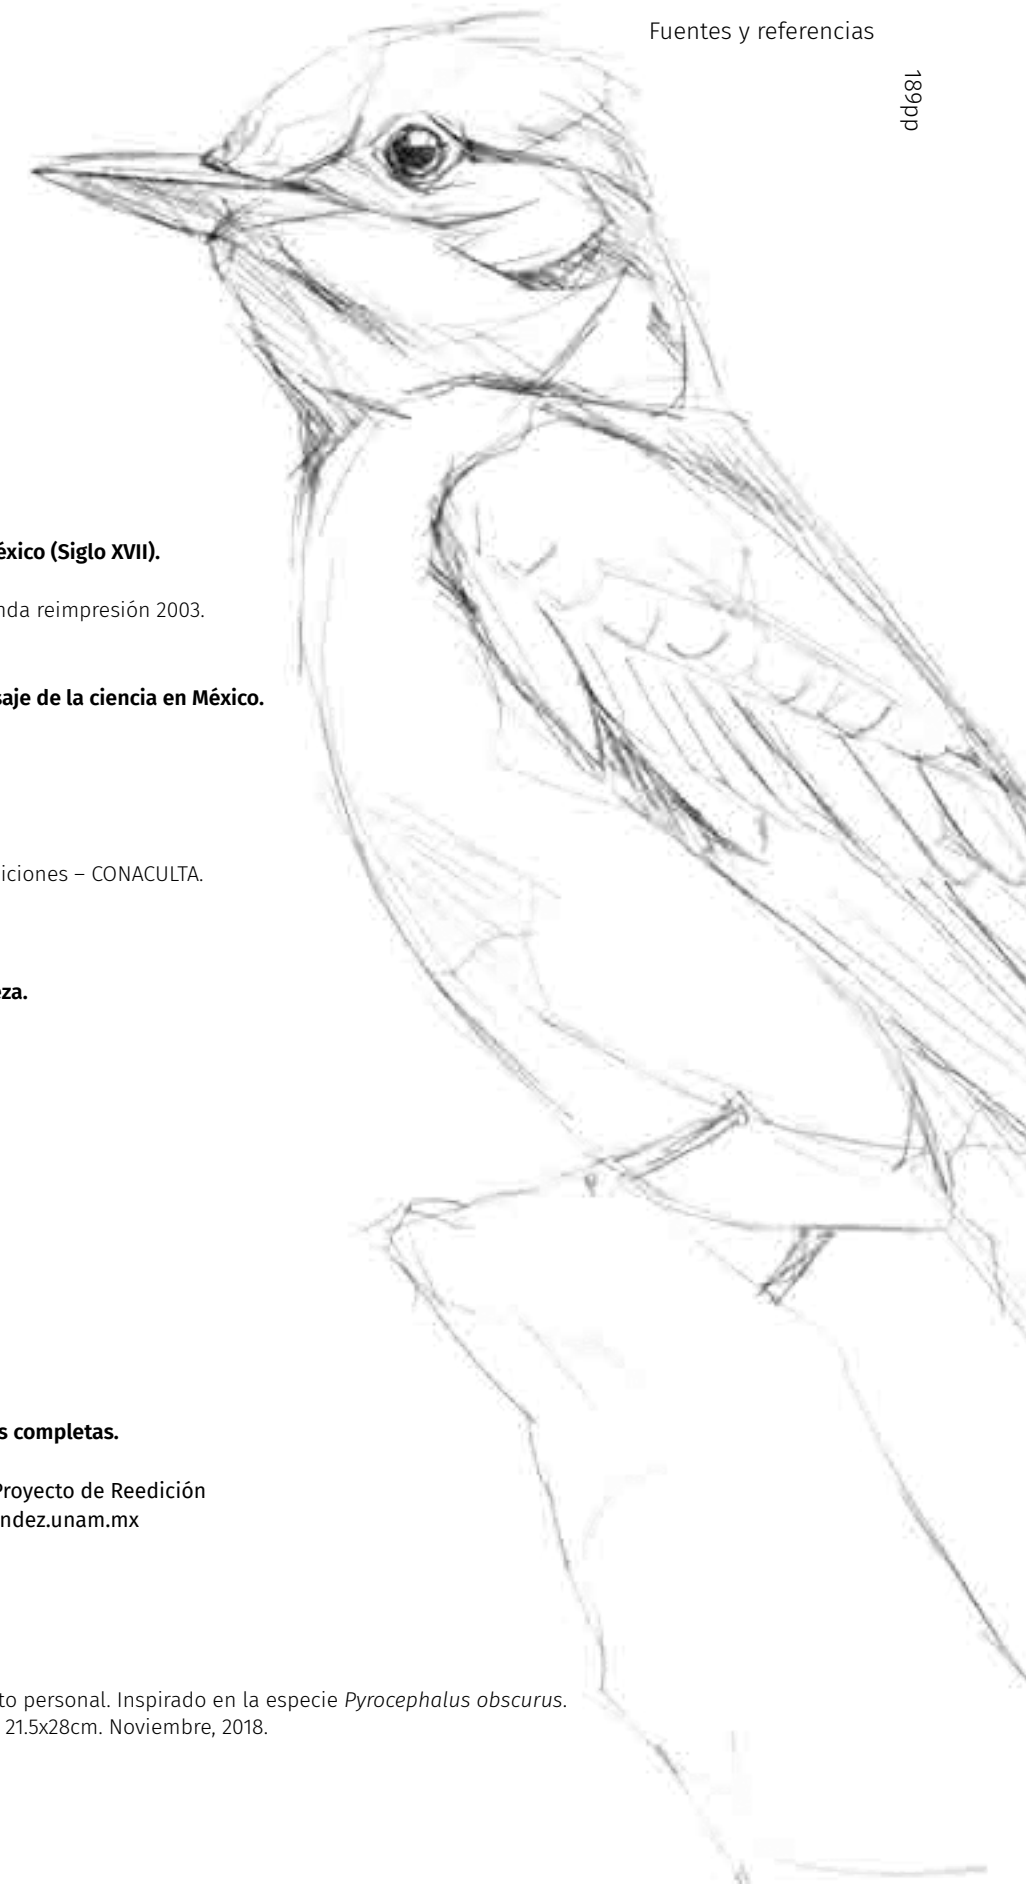 Fuentes y referencias
189pp
éxico (Siglo XVII).
nda reimpresión 2003.
saje de la ciencia en México.
iciones – CONACULTA.
eza.
s completas.
Proyecto de Reedición
ndez.unam.mx
to personal. Inspirado en la especie Pyrocephalus obscurus.
21.5x28cm. Noviembre, 2018.